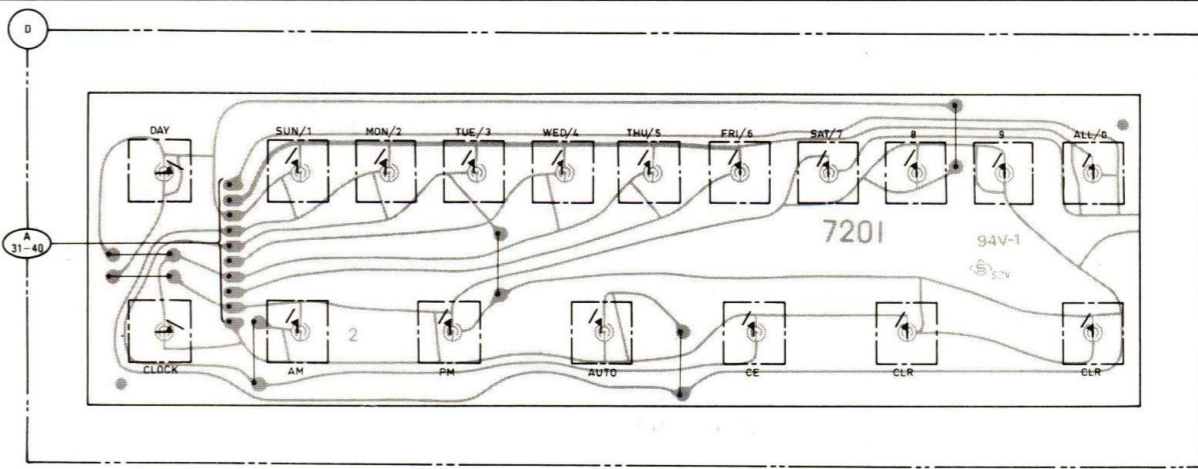 D
DAY SUN/1 MON/2 TUE/3 WED/4 THU/5 FRI/6 SAT/7 8 9 ALL/0
7201
A
31-40
94V-1
2
CLOCK AM PM AUTO CE CLR CLR